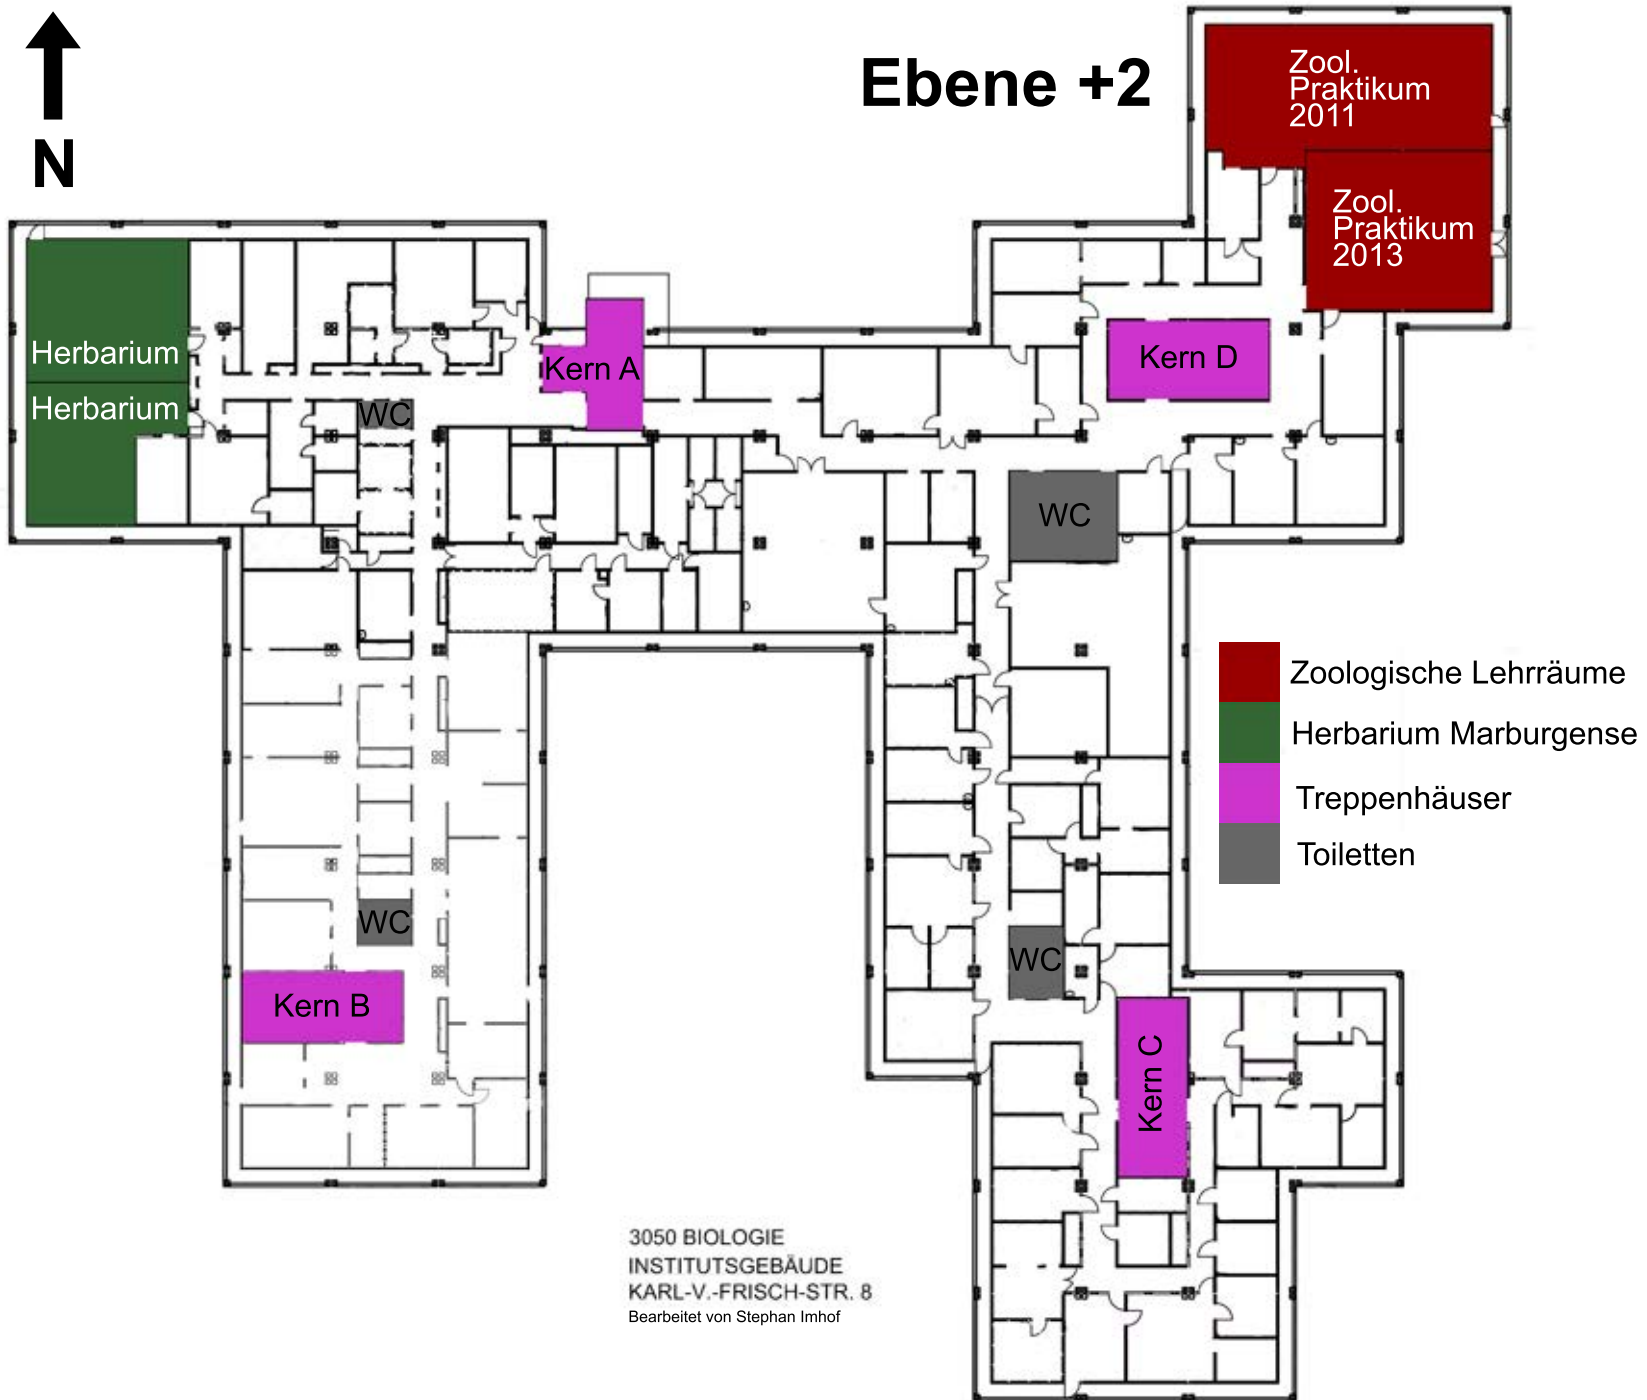 N
Ebene +2
Zool.
Praktikum
2011
Zool.
Praktikum
2013
Herbarium
Herbarium
WC
Kern A
Kern D
WC
Zoologische Lehrräume
Herbarium Marburgense
Treppenhäuser
Toiletten
WC
Kern B
WC
Kern C
3050 BIOLOGIE
INSTITUTSGEBÄUDE
KARL-V.-FRISCH-STR. 8
Bearbeitet von Stephan Imhof